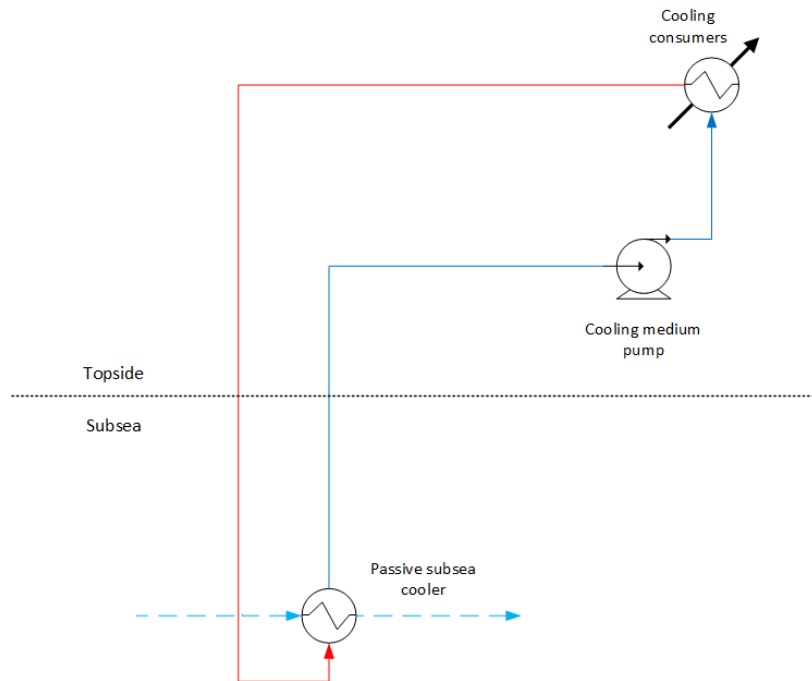 Cooling
consumers
Cooling medium
pump
Topside
Subsea
Passive subsea
cooler